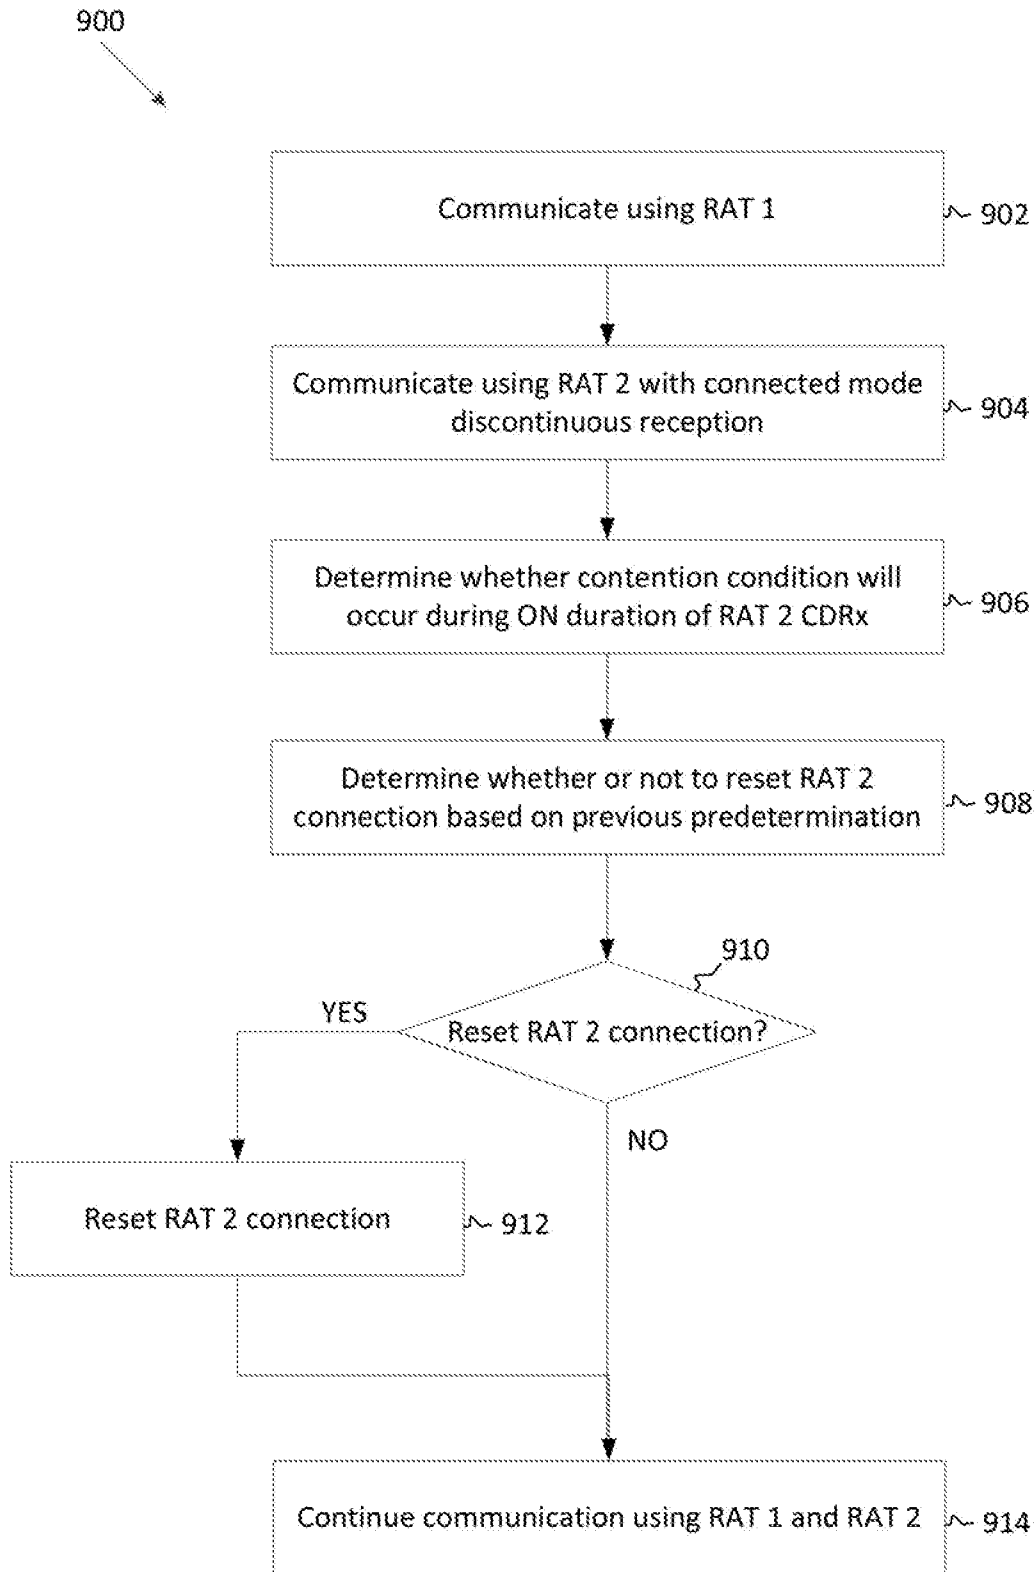 900
Communicate using RAT 1
902
Communicate using RAT 2 with connected mode
discontinuous reception
904
Determine whether contention condition will
occur during ON duration of RAT 2 CDRx
906
Determine whether or not to reset RAT 2
connection based on previous predetermination
908
910
YES
Reset RAT 2 connection?
NO
Reset RAT 2 connection
912
Continue communication using RAT 1 and RAT 2
914